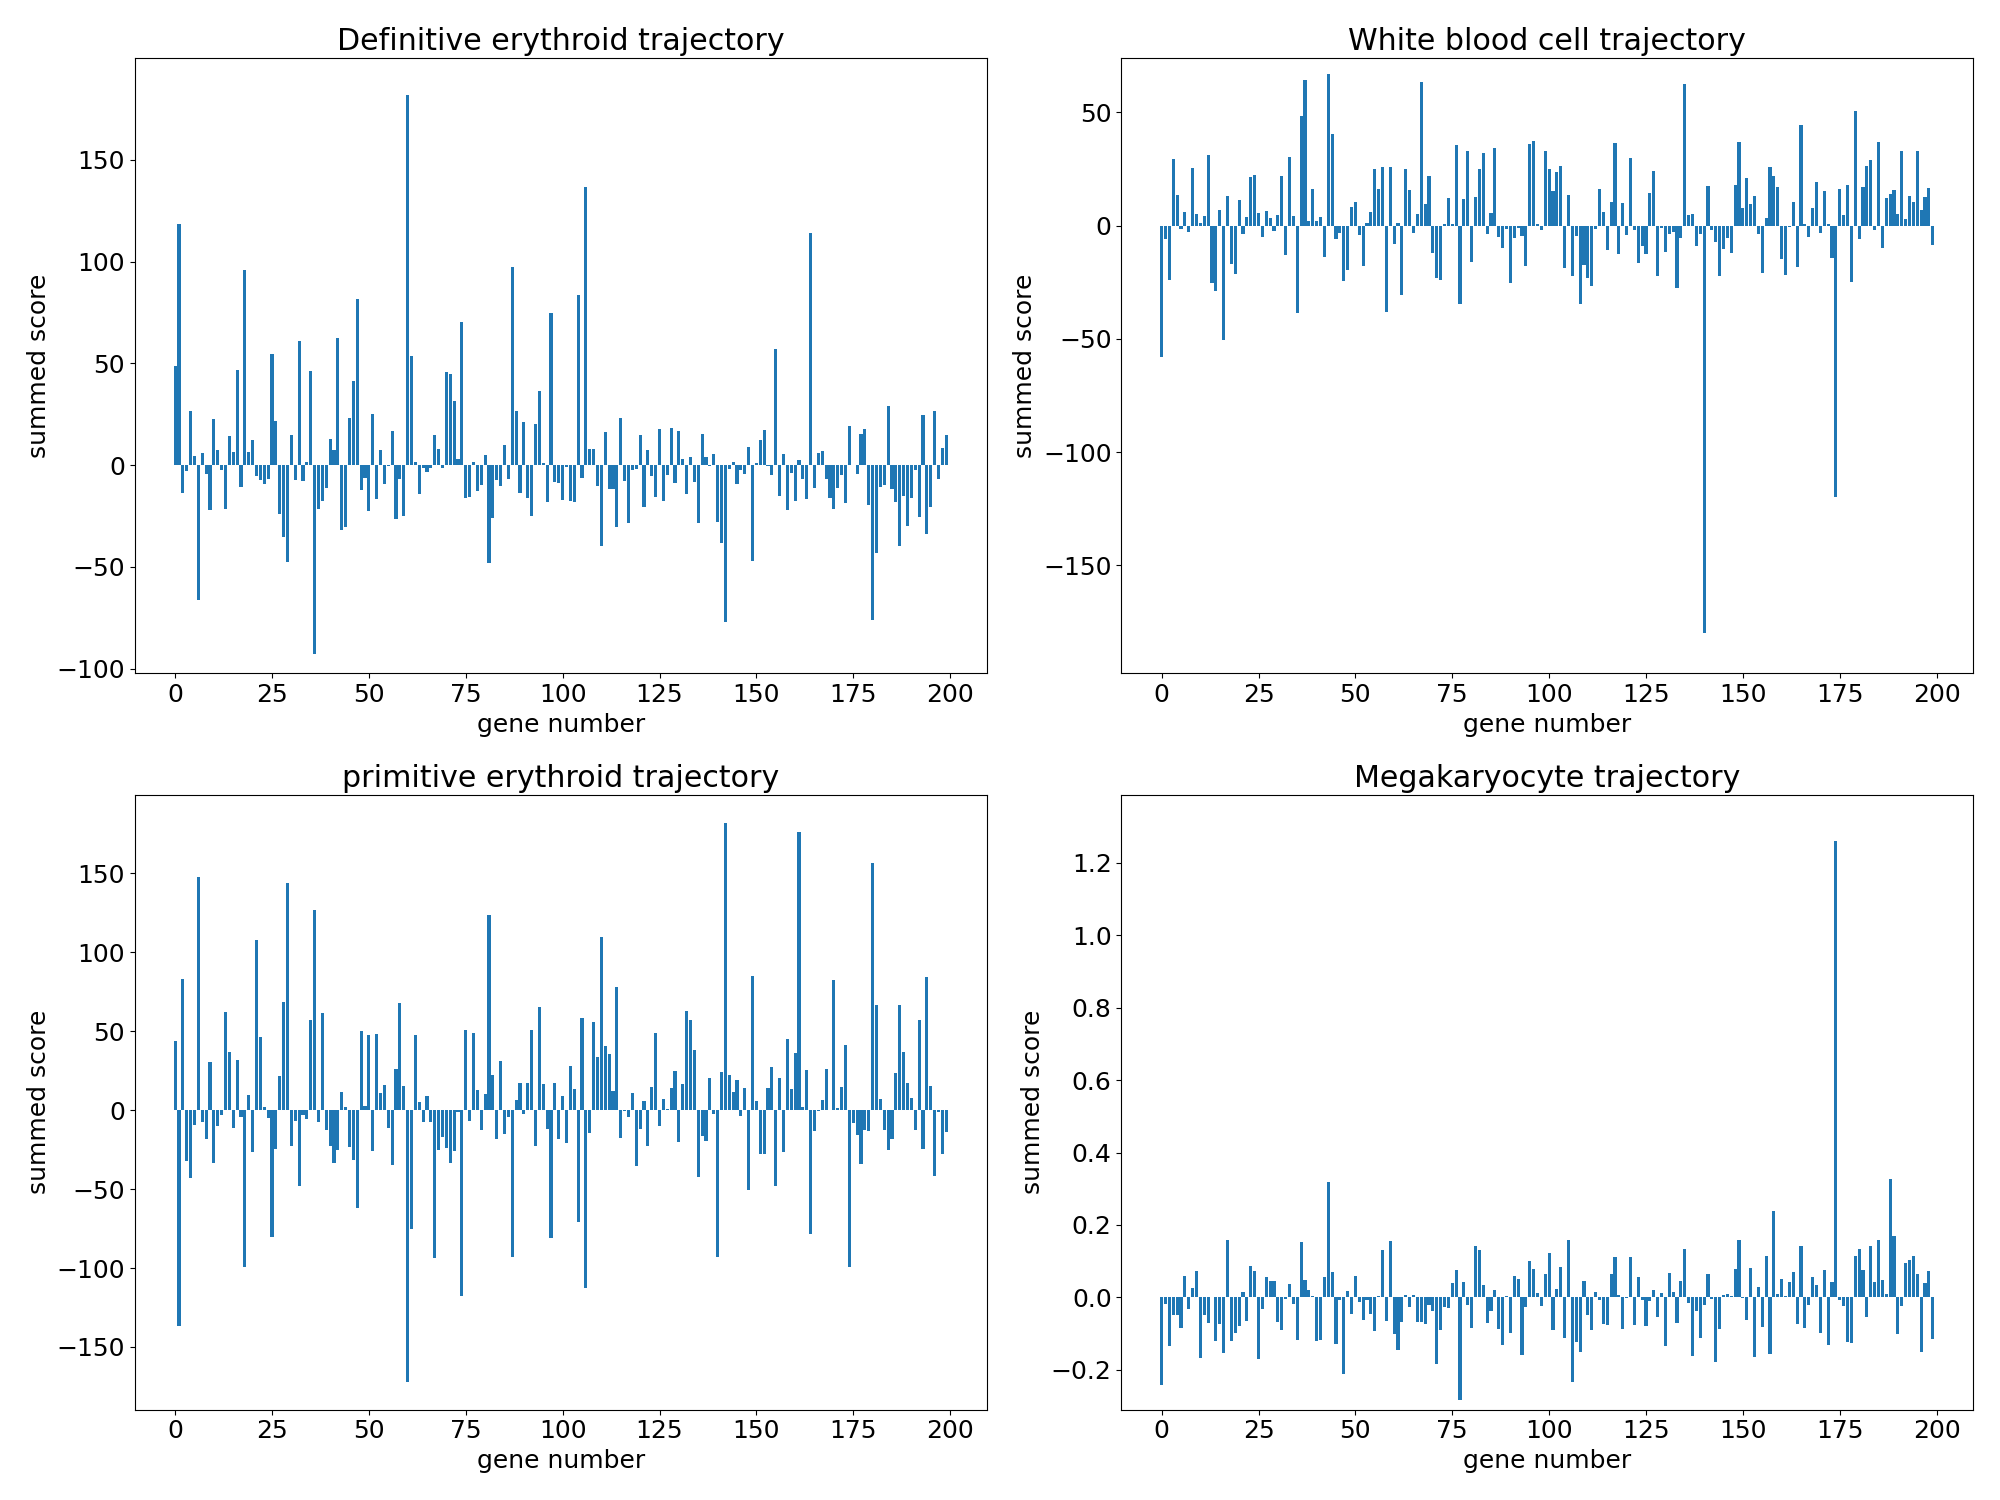 Definitive erythroid trajectory
summed score
150
100
50
0
−50
−100
0 25 50 75 100 125 150 175 200
gene number
White blood cell trajectory
summed score
50
0
−50
−100
−150
0 25 50 75 100 125 150 175 200
gene number
primitive erythroid trajectory
summed score
150
100
50
0
−50
−100
−150
0 25 50 75 100 125 150 175 200
gene number
Megakaryocyte trajectory
summed score
1.2
1.0
0.8
0.6
0.4
0.2
0.0
−0.2
0 25 50 75 100 125 150 175 200
gene number